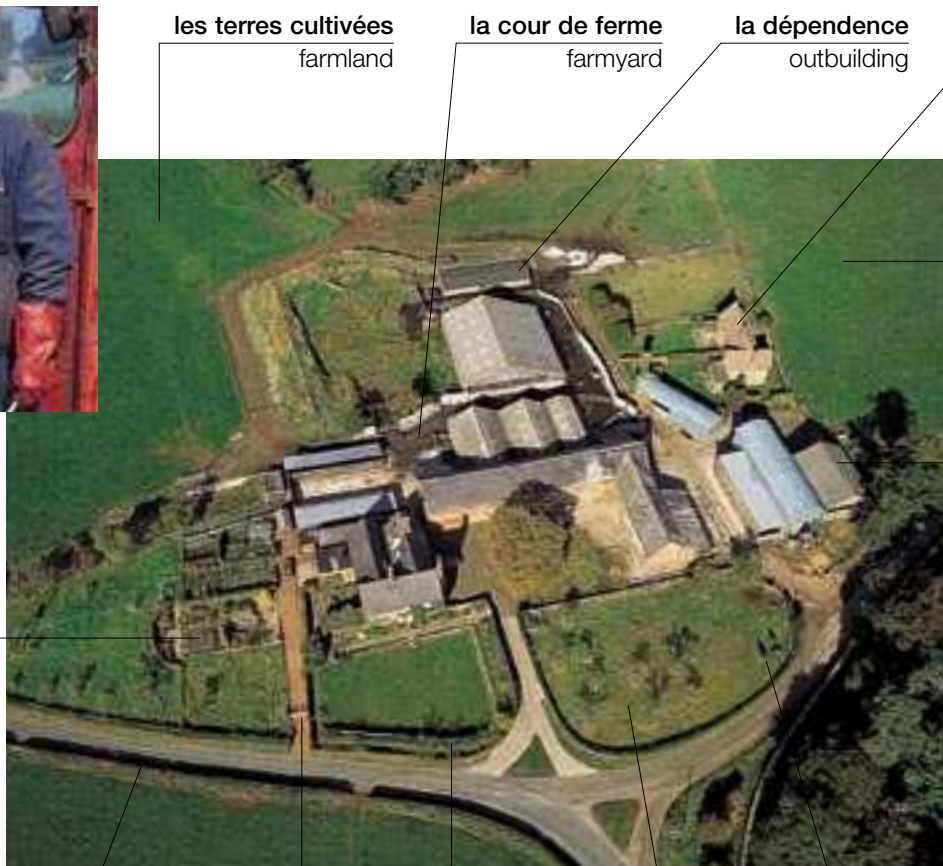 les terres cultivées
farmland
la cour de ferme
farmyard
la dépendence
outbuilding